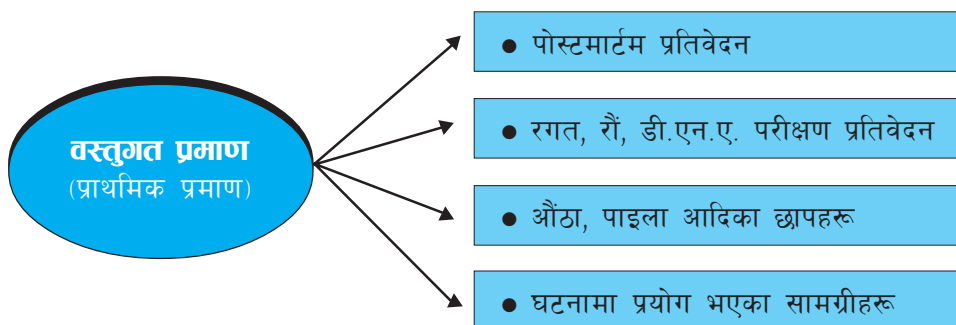 वस्तुगत प्रमाण
(प्राथमिक प्रमाण)
● पोस्टमार्टम प्रतिवेदन
● रगत, रौं, डी.एन.ए. परीक्षण प्रतिवेदन
● औंठा, पाइला आदिका छापहरू
● घटनामा प्रयोग भएका सामग्रीहरू